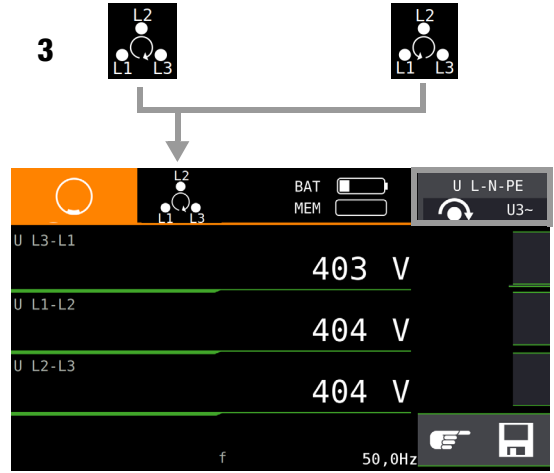 3
L2
L1 L3
L2
L1 L3
L2
L1 L3
BAT
MEM
U L-N-PE
U3~
U L3-L1
403 V
U L1-L2
404 V
U L2-L3
404 V
f 50,0Hz